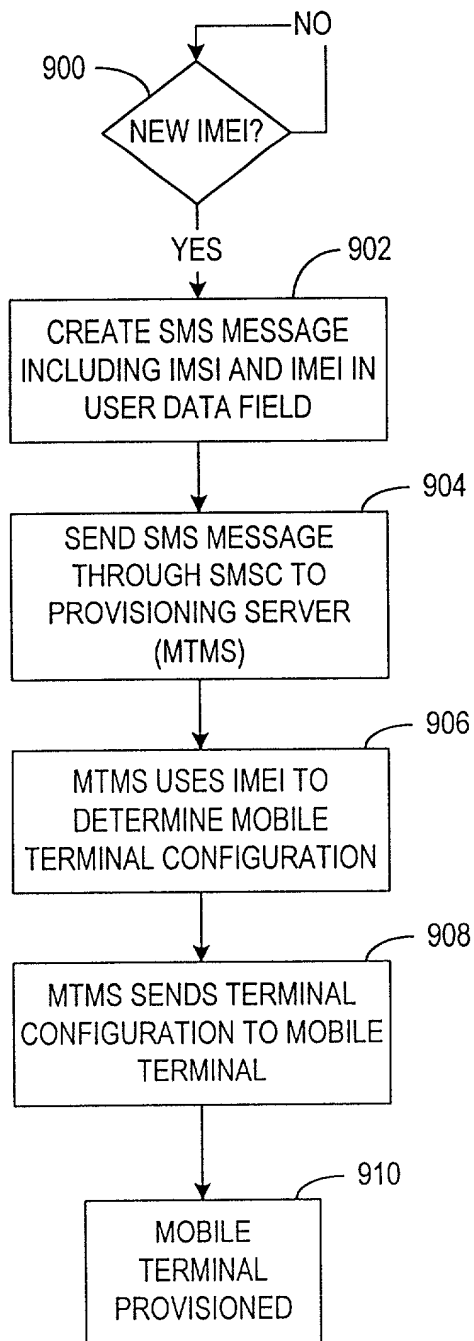 NO
900
NEW IMEI?
YES
902
CREATE SMS MESSAGE
INCLUDING IMSI AND IMEI IN
USER DATA FIELD
904
SEND SMS MESSAGE
THROUGH SMSC TO
PROVISIONING SERVER
(MTMS)
906
MTMS USES IMEI TO
DETERMINE MOBILE
TERMINAL CONFIGURATION
908
MTMS SENDS TERMINAL
CONFIGURATION TO MOBILE
TERMINAL
910
MOBILE
TERMINAL
PROVISIONED